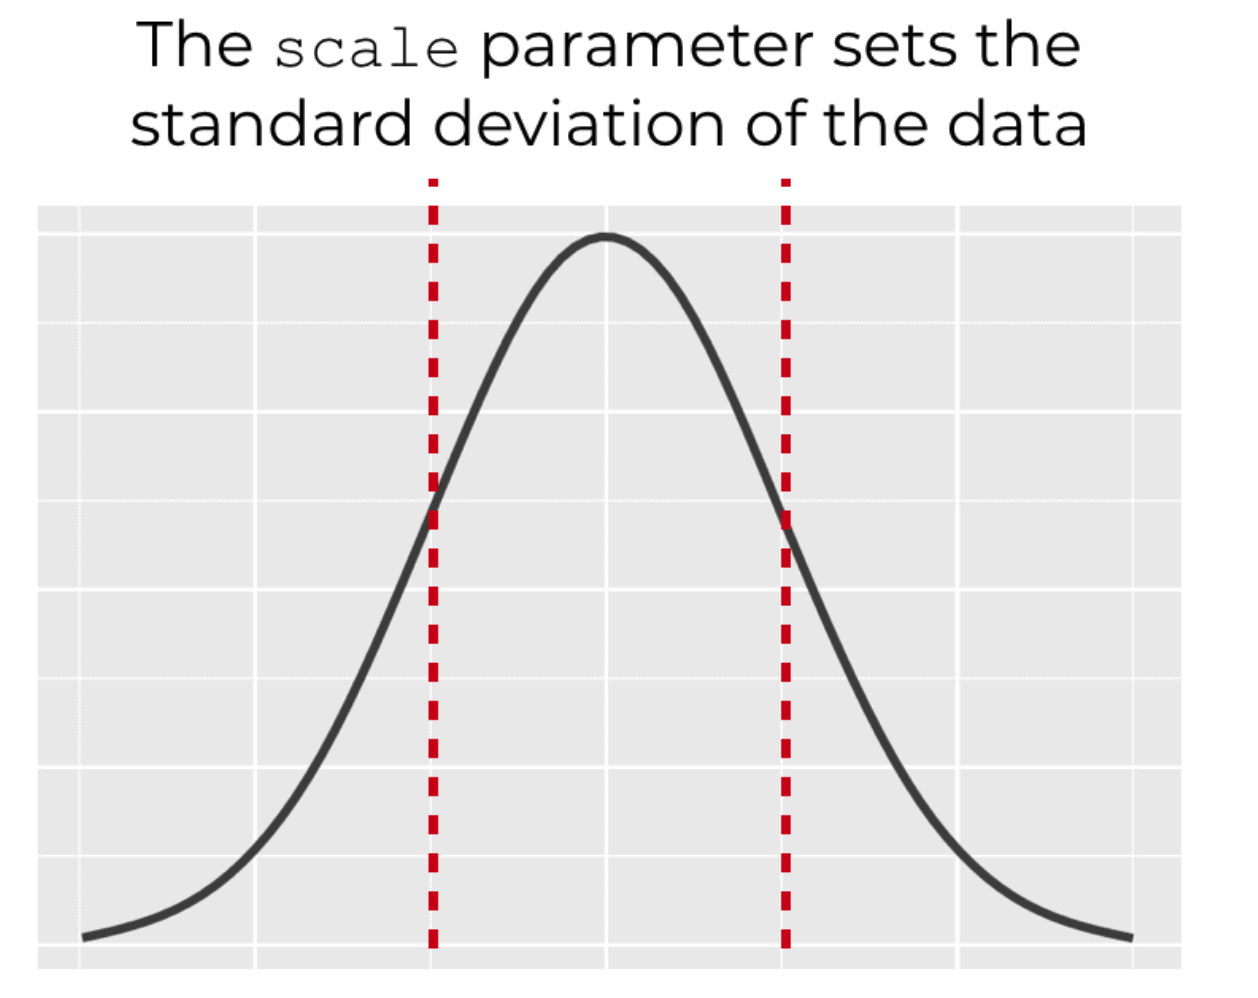 The scale parameter sets the
standard deviation of the data